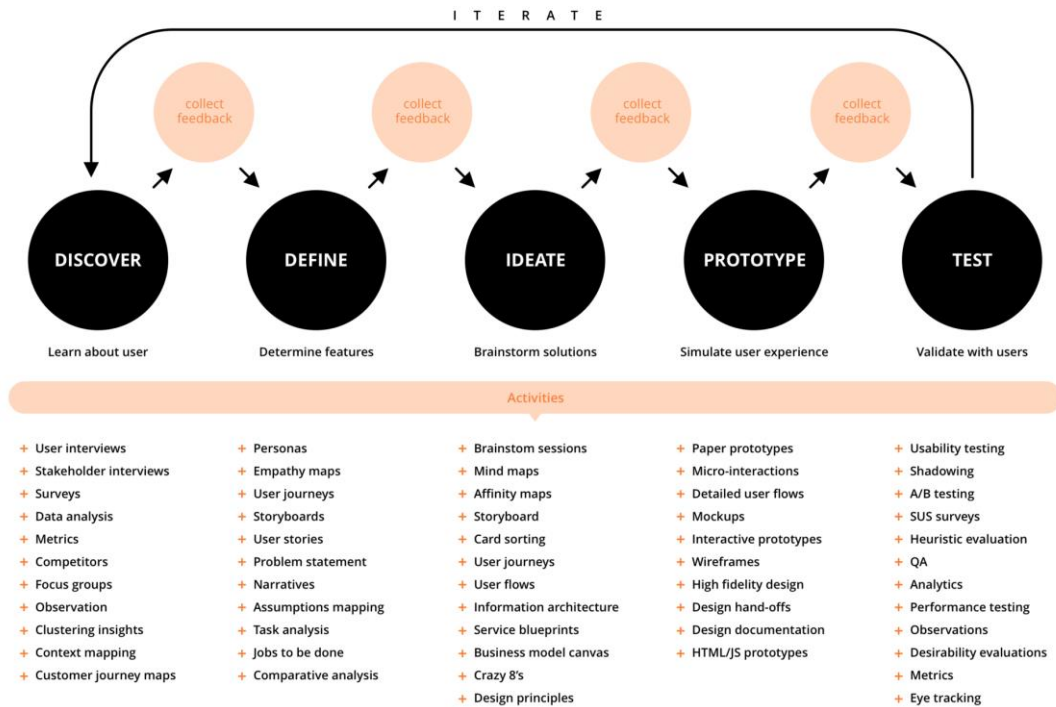 I T E R A T E
collect
feedback
collect
feedback
collect
feedback
collect
feedback
DISCOVER
DEFINE
IDEATE
PROTOTYPE
TEST
Learn about user
Determine features
Brainstorm solutions
Simulate user experience
Validate with users
Activities
+ User interviews
+ Stakeholder interviews
+ Surveys
+ Data analysis
+ Metrics
+ Competitors
+ Focus groups
+ Observation
+ Clustering insights
+ Context mapping
+ Customer journey maps
+ Personas
+ Empathy maps
+ User journeys
+ Storyboards
+ User stories
+ Problem statement
+ Narratives
+ Assumptions mapping
+ Task analysis
+ Jobs to be done
+ Comparative analysis
+ Brainstom sessions
+ Mind maps
+ Affinity maps
+ Storyboard
+ Card sorting
+ User journeys
+ User flows
+ Information architecture
+ Service blueprints
+ Business model canvas
+ Crazy 8's
+ Design principles
+ Paper prototypes
+ Micro-interactions
+ Detailed user flows
+ Mockups
+ Interactive prototypes
+ Wireframes
+ High fidelity design
+ Design hand-offs
+ Design documentation
+ HTML/JS prototypes
+ Usability testing
+ Shadowing
+ A/B testing
+ SUS surveys
+ Heuristic evaluation
+ QA
+ Analytics
+ Performance testing
+ Observations
+ Desirability evaluations
+ Metrics
+ Eye tracking